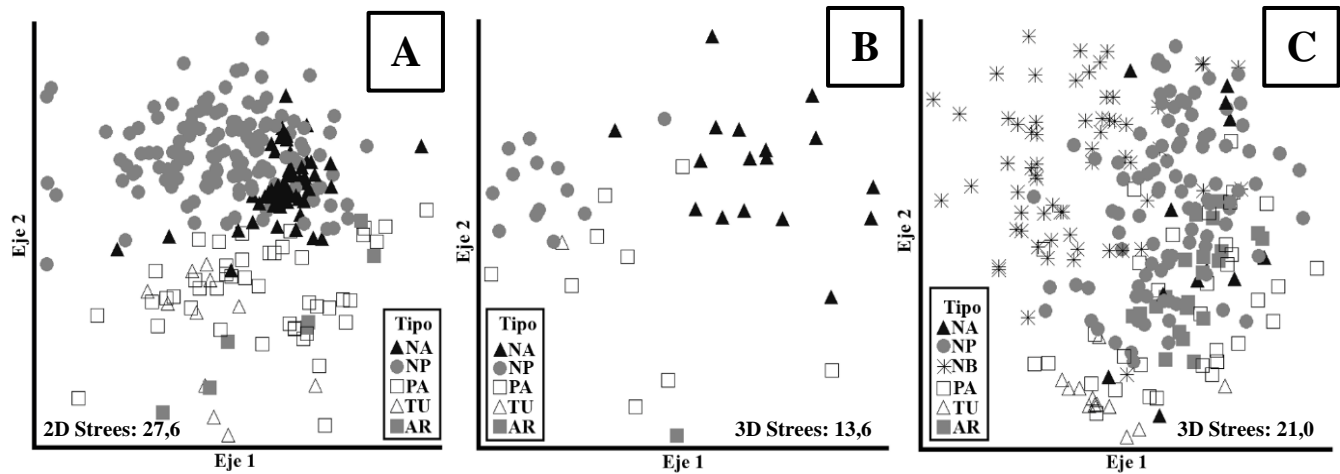 A
Eje 2
Tipo
NA
NP
PA
TU
AR
2D Strees: 27,6
Eje 1
B
Eje 2
Tipo
NA
NP
PA
TU
AR
3D Strees: 13,6
Eje 1
C
Eje 2
Tipo
NA
NP
NB
PA
TU
AR
3D Strees: 21,0
Eje 1